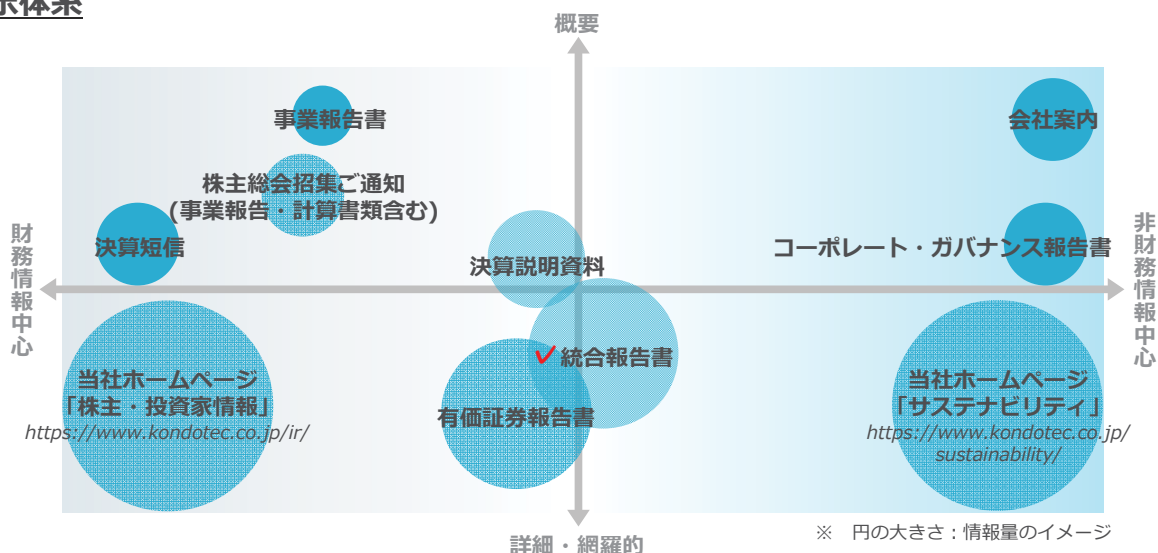 体系
概要
事業報告書
会社案内
株主総会招集ご通知
(事業報告・計算書類含む)
財務情報中心
決算短信
コーポレート・ガバナンス報告書
非財務情報中心
決算説明資料
✓統合報告書
当社ホームページ
「株主・投資家情報」
https://www.kondotec.co.jp/ir/
有価証券報告書
当社ホームページ
「サステナビリティ」
https://www.kondotec.co.jp/
sustainability/
詳細・網羅的
※　円の大きさ：情報量のイメージ